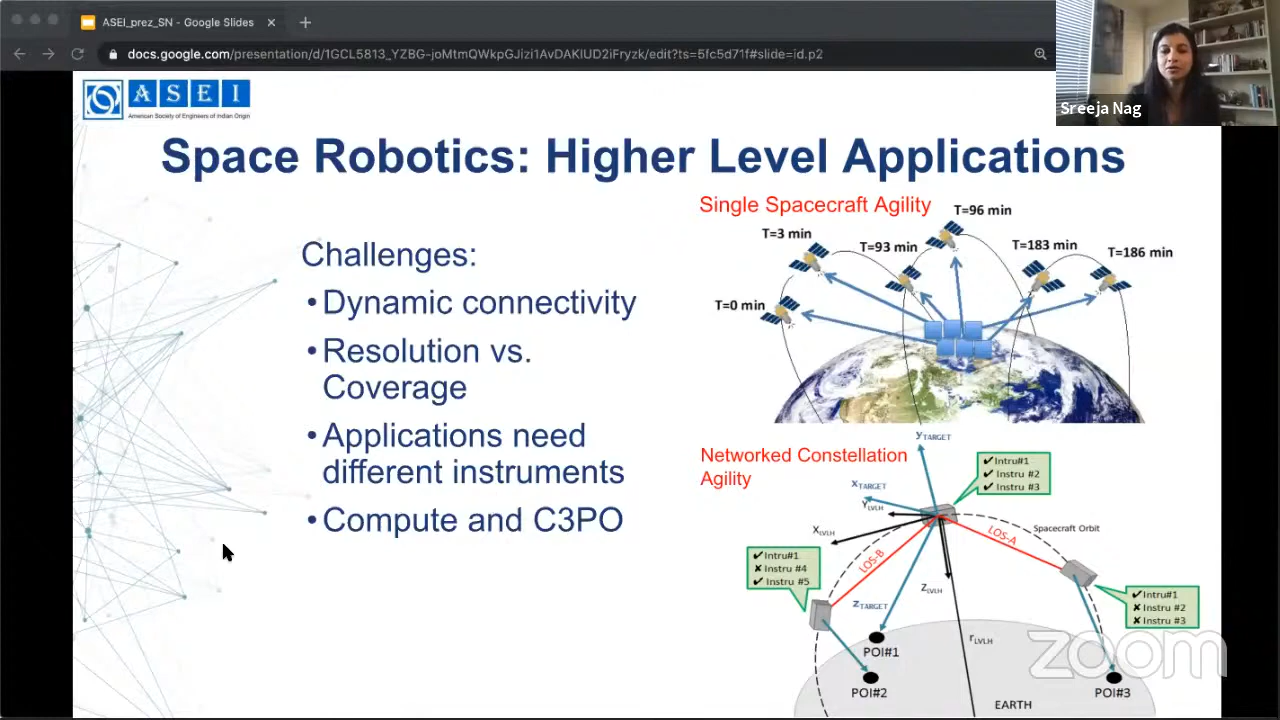 ASEI_prez_SN - Google Slides
docs.google.com/presentation/d/1GCL5813_YZBG-joMtmQWkpGJizi1AvDAKlUD2iFryzk/edit?ts=5fc5d71f#slide=id.p2
Sreeja Nag
A S E I
American Society of Engineers of Indian Origin
Space Robotics: Higher Level Applications
Challenges:
•Dynamic connectivity
•Resolution vs.
Coverage
•Applications need
different instruments
•Compute and C3PO
Single Spacecraft Agility
T=96 min
T=3 min
T=93 min
T=183 min
T=186 min
T=0 min
Networked Constellation
Agility
yTARGET
xTARGET
YLVLH
XLVLH
ZLVLH
zTARGET
rLVLH
✔Intru#1
✔ Instru #2
✔ Instru #3
Spacecraft Orbit
LOS-A
LOS-B
✔Intru#1
✘ Instru #4
✔ Instru #5
✔Intru#1
✘ Instru #2
✘ Instru #3
POI#1
POI#2
POI#3
EARTH
zoom